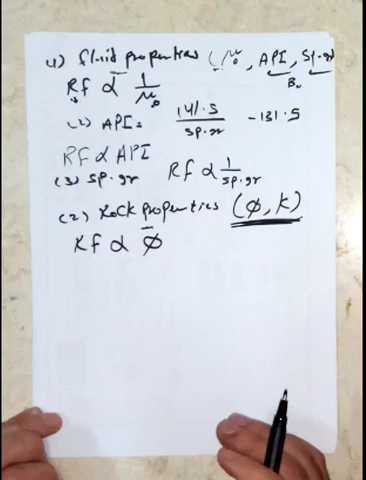 (1) fluid properties (μo, API, Sp.gr
Bo
Rf ∝ 1/μo
(2) API = 141.5/sp.gr - 131.5
Rf ∝ API
(3) sp.gr Rf ∝ 1/sp.gr
(2) Rock properties (Ø, K)
Rf ∝ Ø